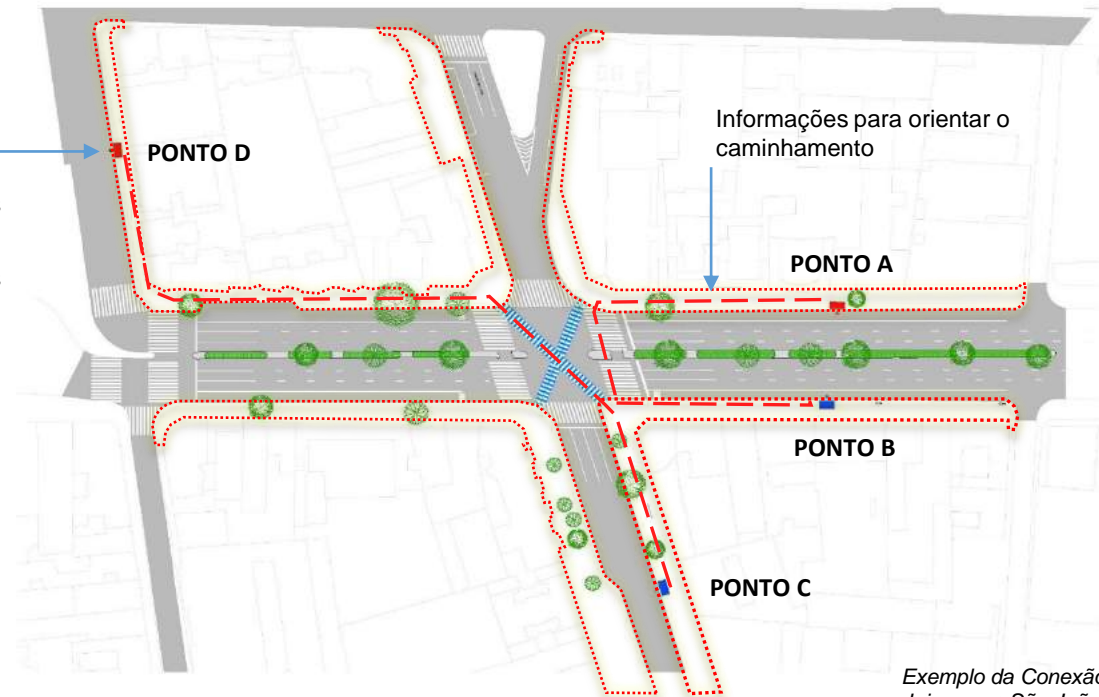 Informações para orientar o
caminhamento
PONTO D
PONTO A
PONTO B
PONTO C
Exemplo da Conexão